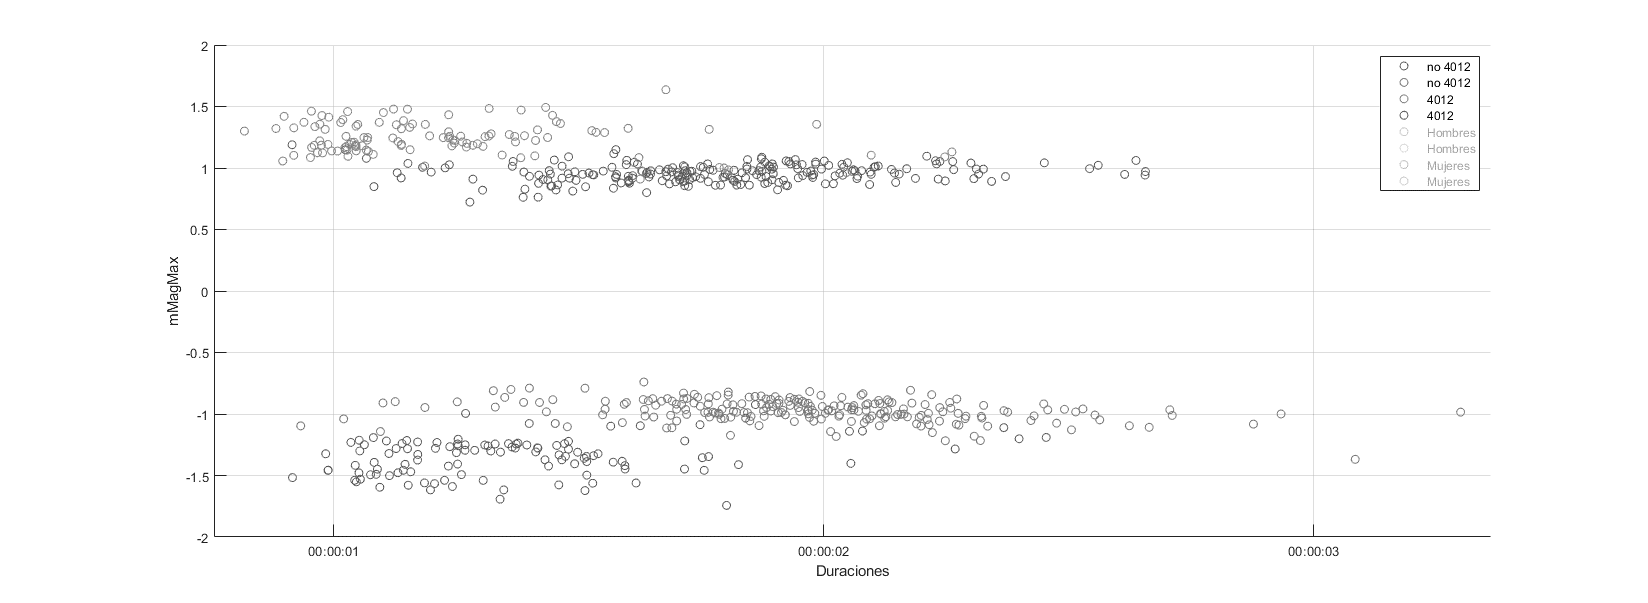 2
1.5
1
0.5
0
-0.5
-1
-1.5
-2
mMagMax
00:00:01
00:00:02
00:00:03
Duraciones
no 4012
no 4012
4012
4012
Hombres
Hombres
Mujeres
Mujeres